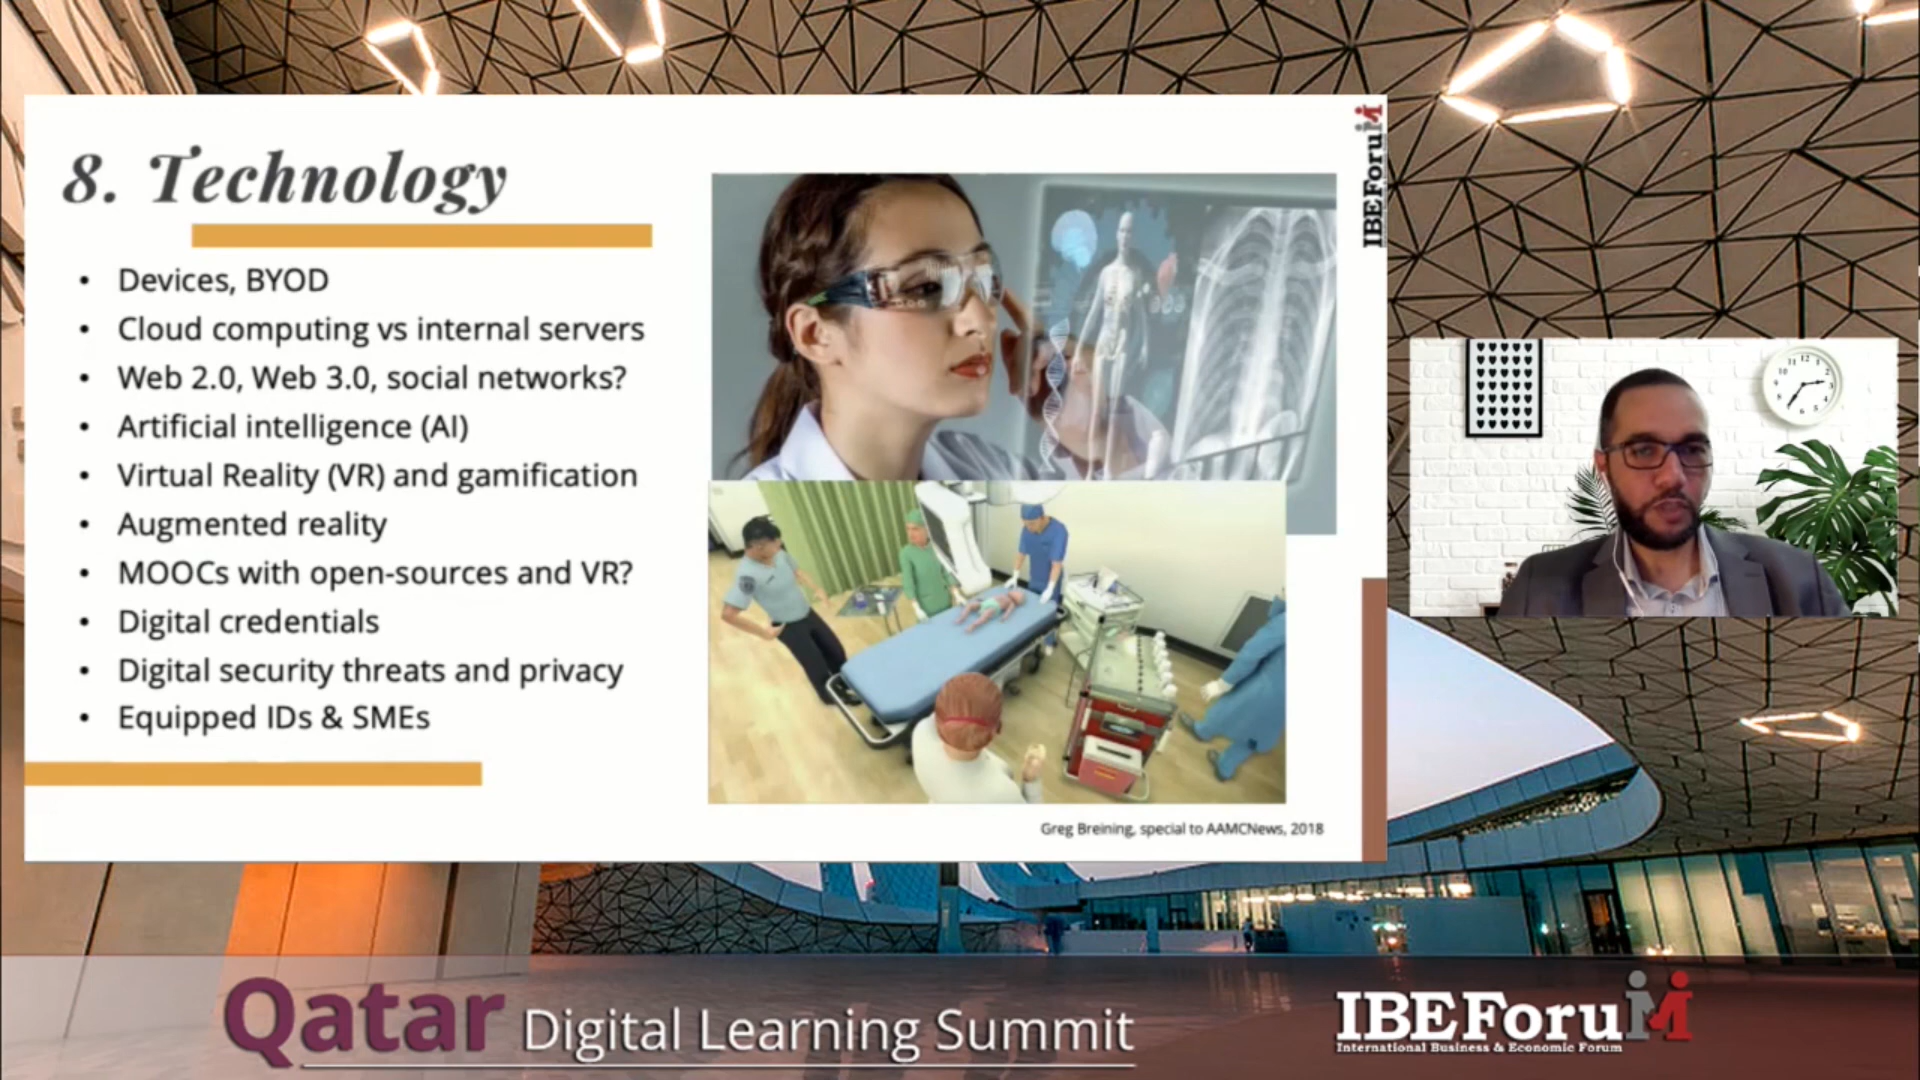 8. Technology
• Devices, BYOD
• Cloud computing vs internal servers
• Web 2.0, Web 3.0, social networks?
• Artificial intelligence (AI)
• Virtual Reality (VR) and gamification
• Augmented reality
• MOOCs with open-sources and VR?
• Digital credentials
• Digital security threats and privacy
• Equipped IDs & SMEs
Greg Breining, special to AAMCNews, 2018
IBEForuM
Qatar Digital Learning Summit
IBEForuM
International Business & Economic Forum